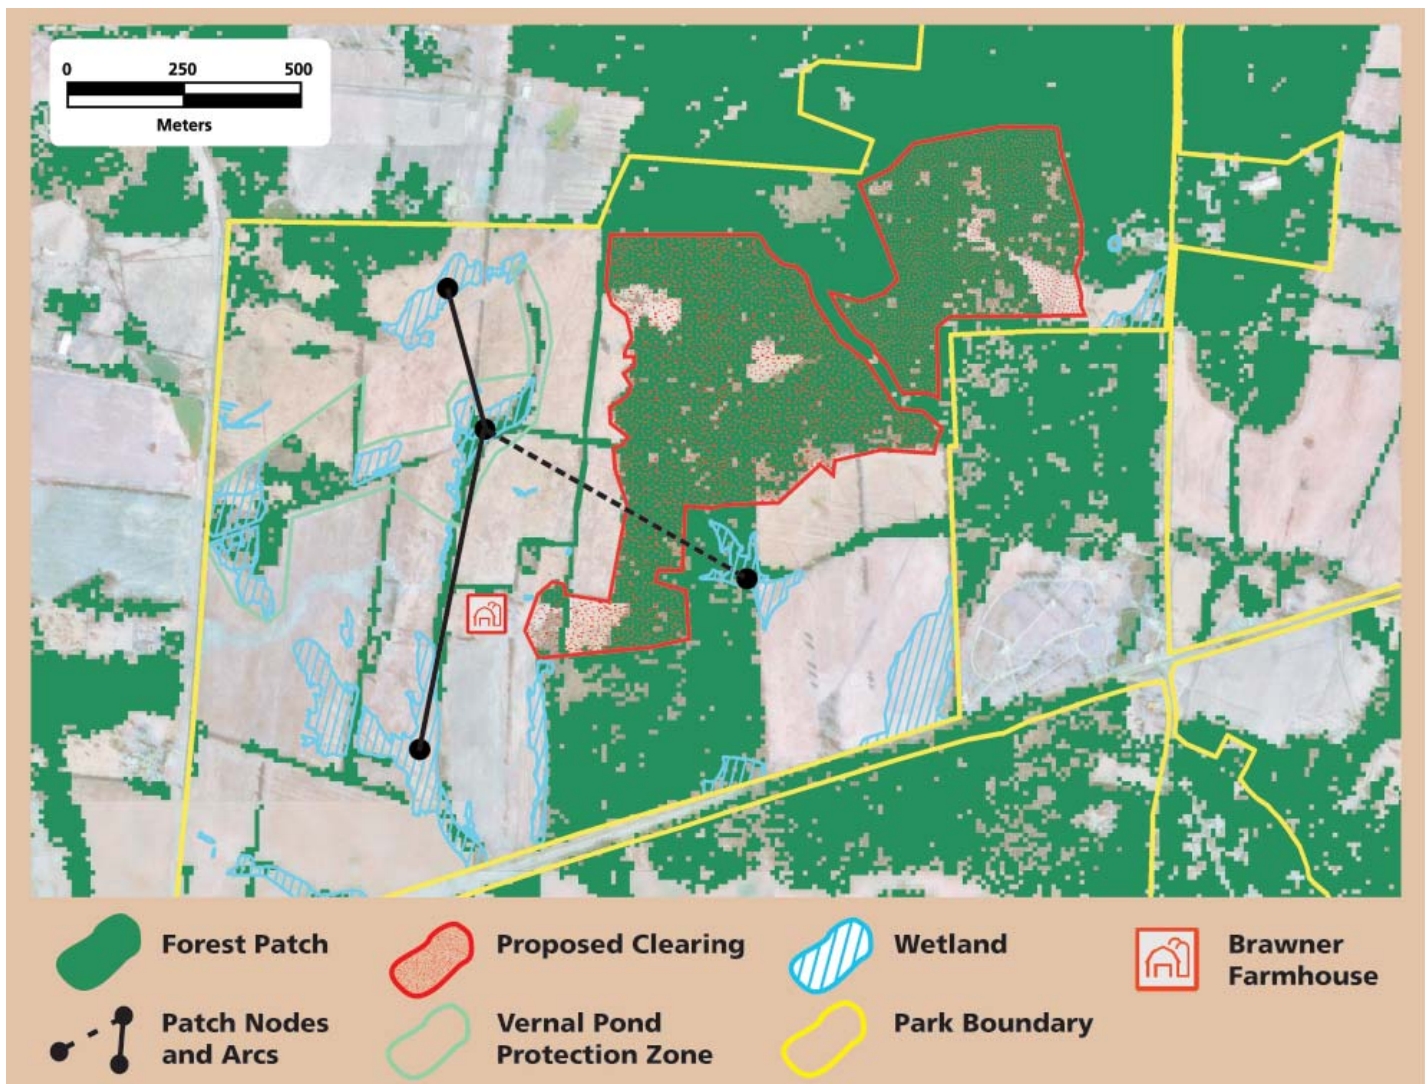 0 250 500
Meters
Forest Patch
Proposed Clearing
Wetland
Brawner
Farmhouse
Patch Nodes
and Arcs
Vernal Pond
Protection Zone
Park Boundary